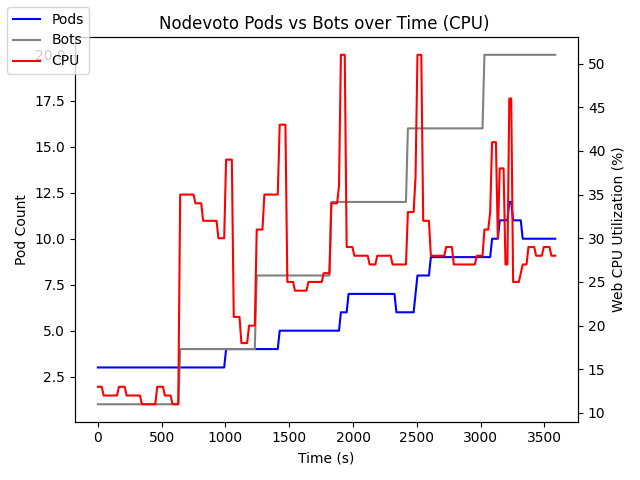 Nodevoto Pods vs Bots over Time (CPU)
Pods
Bots
CPU
20.0
17.5
15.0
12.5
10.0
7.5
5.0
2.5
Pod Count
50
45
40
35
30
25
20
15
10
Web CPU Utilization (%)
0 500 1000 1500 2000 2500 3000 3500
Time (s)